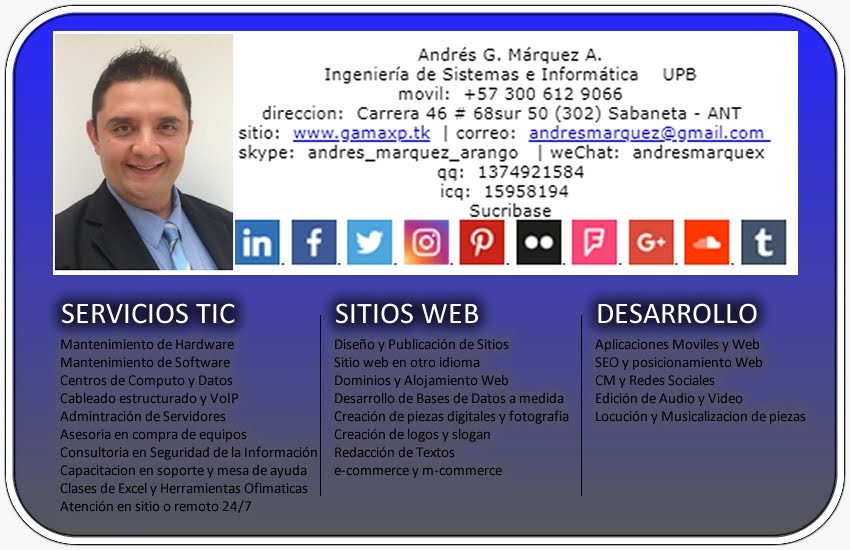 Andrés G. Márquez A.
Ingeniería de Sistemas e Informática UPB
movil: +57 300 612 9066
direccion: Carrera 46 # 68sur 50 (302) Sabaneta - ANT
sitio: www.gamaxp.tk | correo: andresmarquez@gmail.com
skype: andres_marquez_arango | weChat: andresmarquex
qq: 1374921584
icq: 15958194
Sucribase
in f G+ t
SERVICIOS TIC
Mantenimiento de Hardware
Mantenimiento de Software
Centros de Computo y Datos
Cableado estructurado y VoIP
Admintración de Servidores
Asesoria en compra de equipos
Consultoria en Seguridad de la Información
Capacitacion en soporte y mesa de ayuda
Clases de Excel y Herramientas Ofimaticas
Atención en sitio o remoto 24/7
SITIOS WEB
Diseño y Publicación de Sitios
Sitio web en otro idioma
Dominios y Alojamiento Web
Desarrollo de Bases de Datos a medida
Creación de piezas digitales y fotografia
Creación de logos y slogan
Redacción de Textos
e-commerce y m-commerce
DESARROLLO
Aplicaciones Moviles y Web
SEO y posicionamiento Web
CM y Redes Sociales
Edición de Audio y Video
Locución y Musicalizacion de piezas